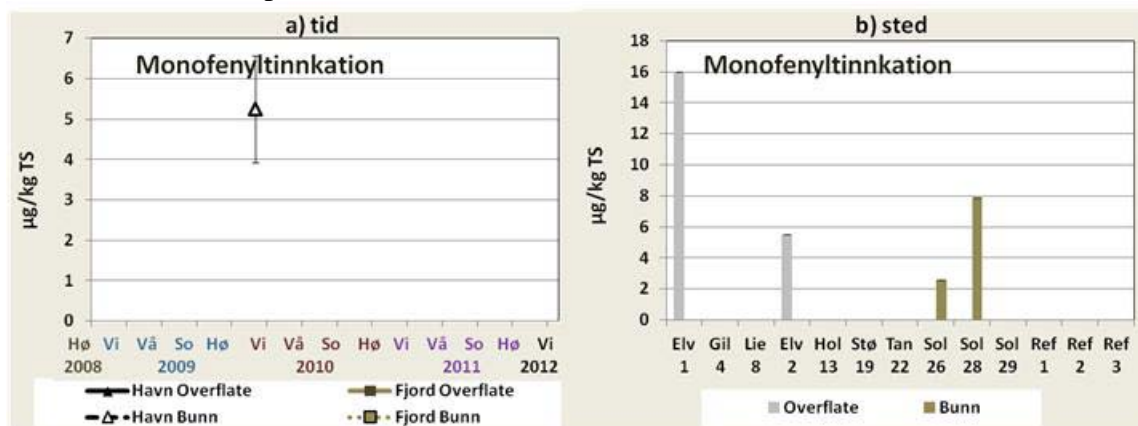 a) tid
Monofenyltinnkation
µg/kg TS
7
6
5
4
3
2
1
0
Hø Vi Vå So Hø Vi Vå So Hø Vi Vå So Hø Vi
2008 2009 2010 2011 2012
Havn Overflate Fjord Overflate
Havn Bunn Fjord Bunn
b) sted
Monofenyltinnkation
µg/kg TS
18
16
14
12
10
8
6
4
2
0
Elv Gil Lie Elv Hol Stø Tan Sol Sol Sol Ref Ref Ref
1 4 8 2 13 19 22 26 28 29 1 2 3
Overflate Bunn